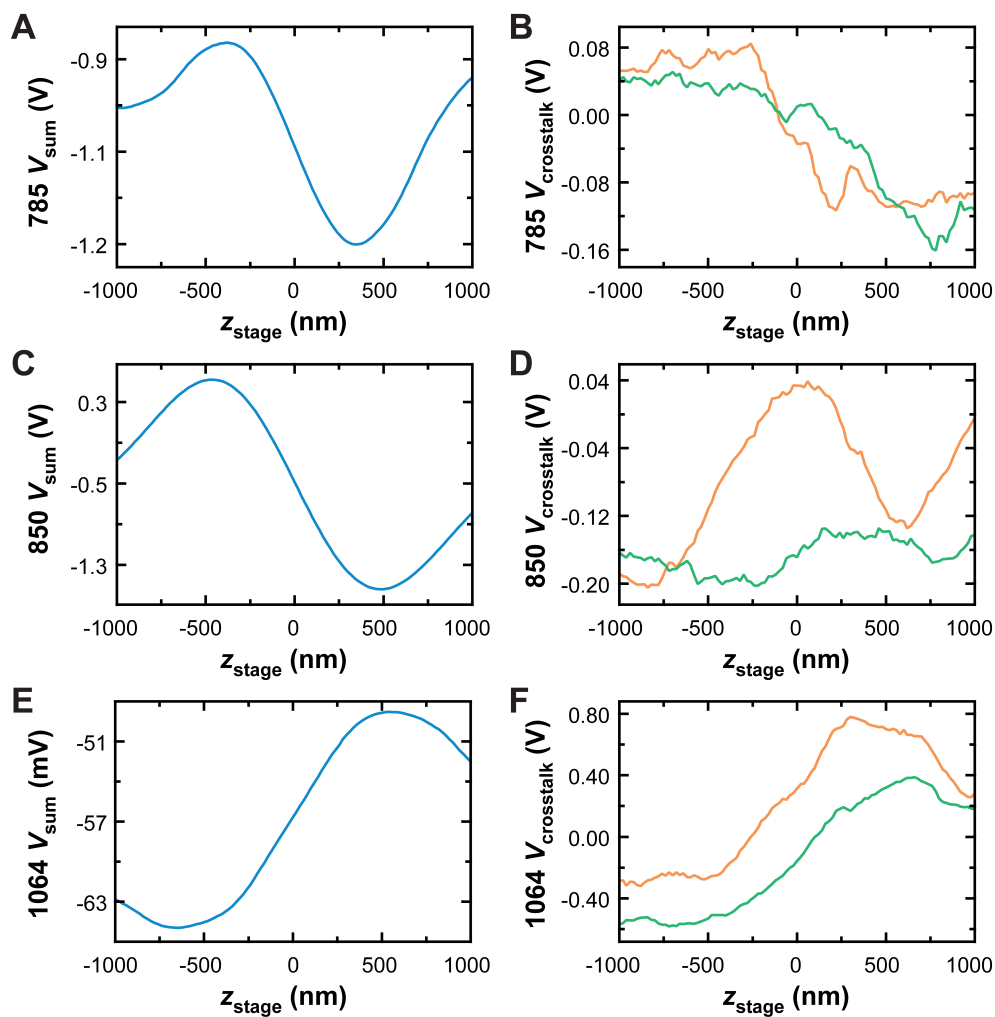 A
785 Vsum (V)
-0.9
-1.1
-1.2
-1000 -500 0 500 1000
zstage (nm)
B
785 Vcrosstalk (V)
0.08
0.00
-0.08
-0.16
-1000 -500 0 500 1000
zstage (nm)
C
850 Vsum (V)
0.3
-0.5
-1.3
-1000 -500 0 500 1000
zstage (nm)
D
850 Vcrosstalk (V)
0.04
-0.04
-0.12
-0.20
-1000 -500 0 500 1000
zstage (nm)
E
1064 Vsum (mV)
-51
-57
-63
-1000 -500 0 500 1000
zstage (nm)
F
1064 Vcrosstalk (V)
0.80
0.40
0.00
-0.40
-1000 -500 0 500 1000
zstage (nm)